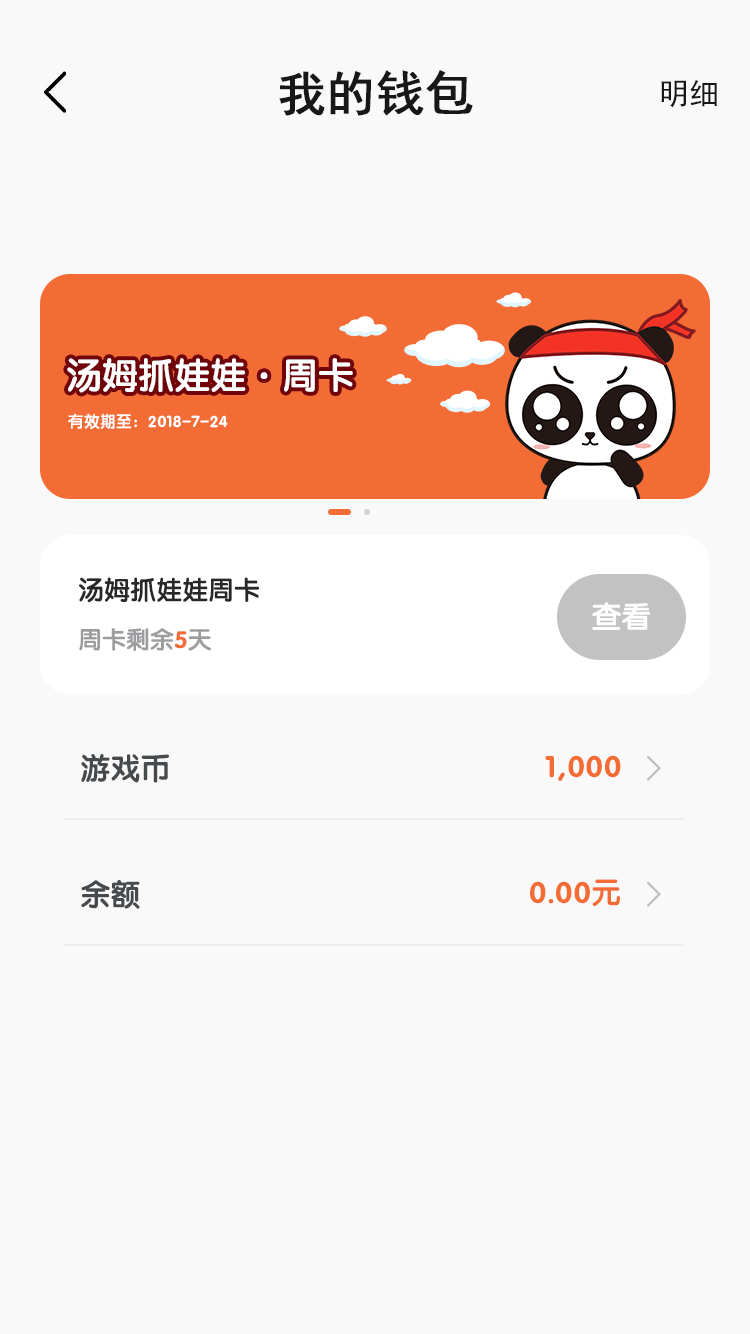 我的钱包
明细
汤姆抓娃娃·周卡
有效期至：2018-7-24
汤姆抓娃娃周卡
周卡剩余5天
查看
游戏币
1,000
余额
0.00元